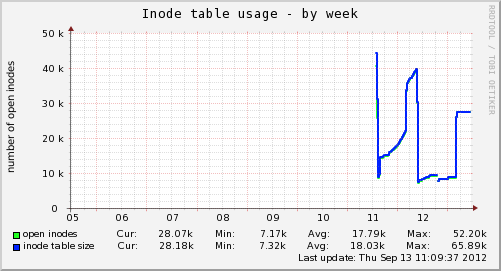 Inode table usage - by week
RRDTOOL / TOBI OETIKER
number of open inodes
50 k
40 k
30 k
20 k
10 k
0
05 06 07 08 09 10 11 12
open inodes Cur: 28.07k Min: 7.17k Avg: 17.79k Max: 52.20k
inode table size Cur: 28.18k Min: 7.32k Avg: 18.03k Max: 65.89k
Last update: Thu Sep 13 11:09:37 2012